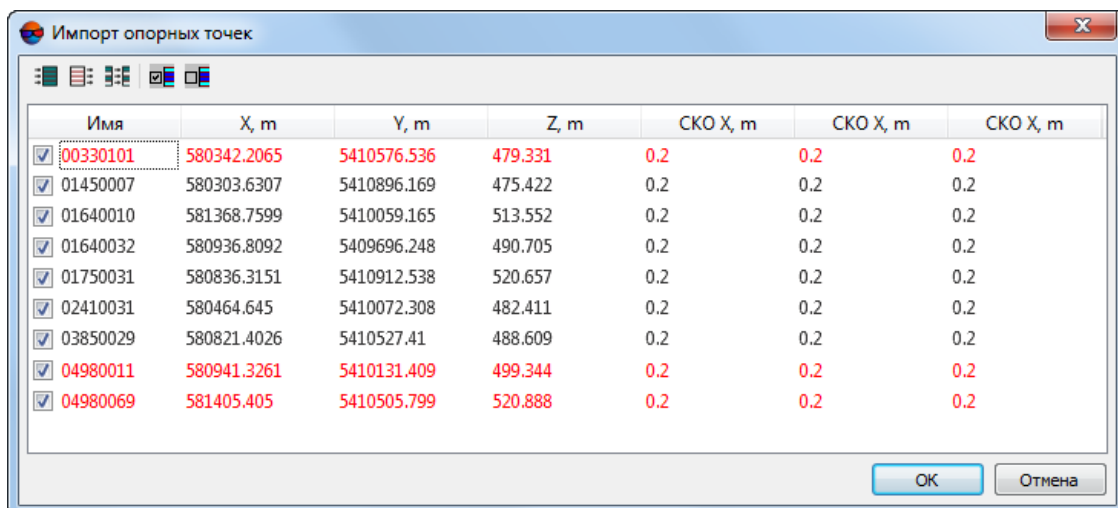 Импорт опорных точек
Имя X, m Y, m Z, m СКО X, m СКО X, m СКО X, m
00330101 580342.2065 5410576.536 479.331 0.2 0.2 0.2
01450007 580303.6307 5410896.169 475.422 0.2 0.2 0.2
01640010 581368.7599 5410059.165 513.552 0.2 0.2 0.2
01640032 580936.8092 5409696.248 490.705 0.2 0.2 0.2
01750031 580836.3151 5410912.538 520.657 0.2 0.2 0.2
02410031 580464.645 5410072.308 482.411 0.2 0.2 0.2
03850029 580821.4026 5410527.41 488.609 0.2 0.2 0.2
04980011 580941.3261 5410131.409 499.344 0.2 0.2 0.2
04980069 581405.405 5410505.799 520.888 0.2 0.2 0.2
OK Отмена